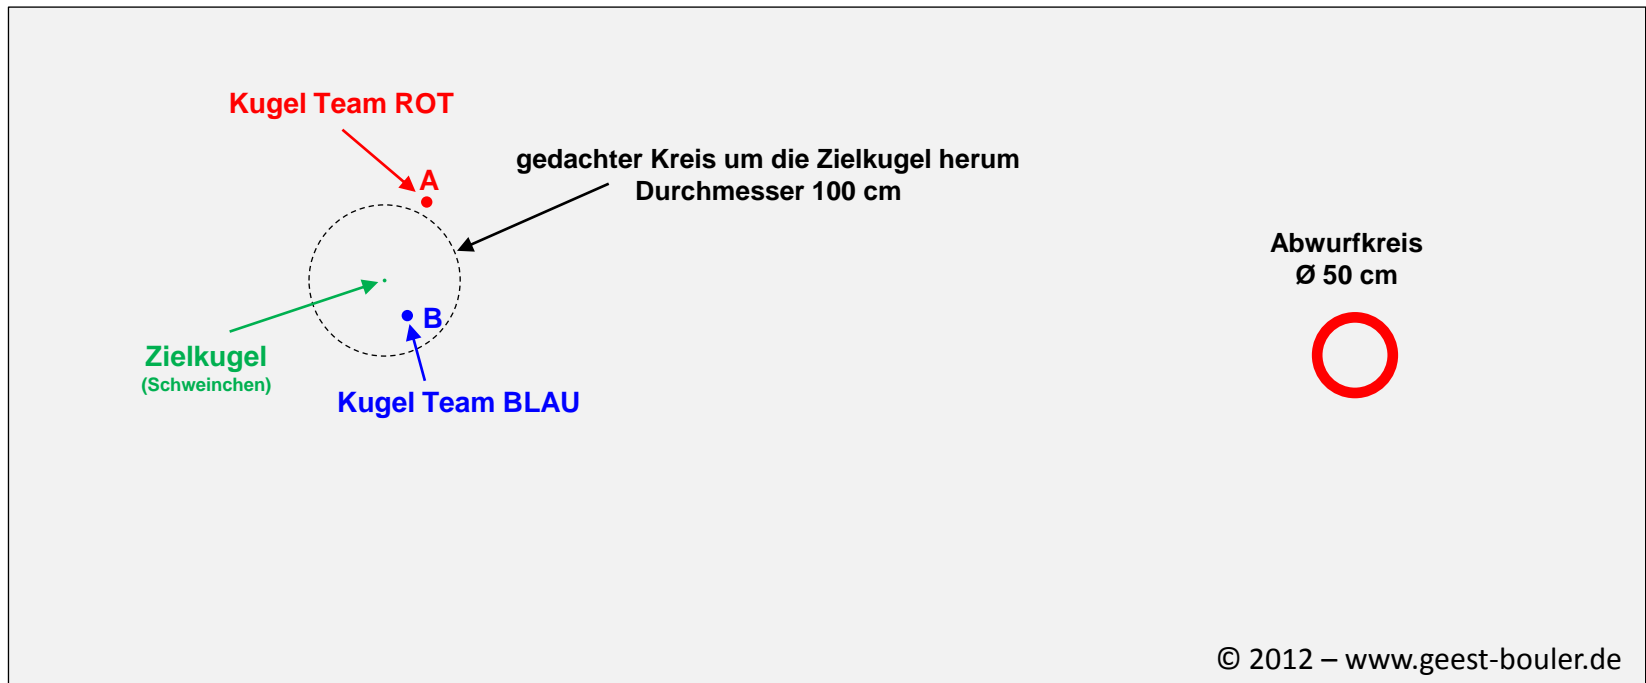 Kugel Team ROT
gedachter Kreis um die Zielkugel herum
Durchmesser 100 cm
A
Abwurfkreis
Ø 50 cm
B
Zielkugel
(Schweinchen)
Kugel Team BLAU
© 2012 – www.geest-bouler.de